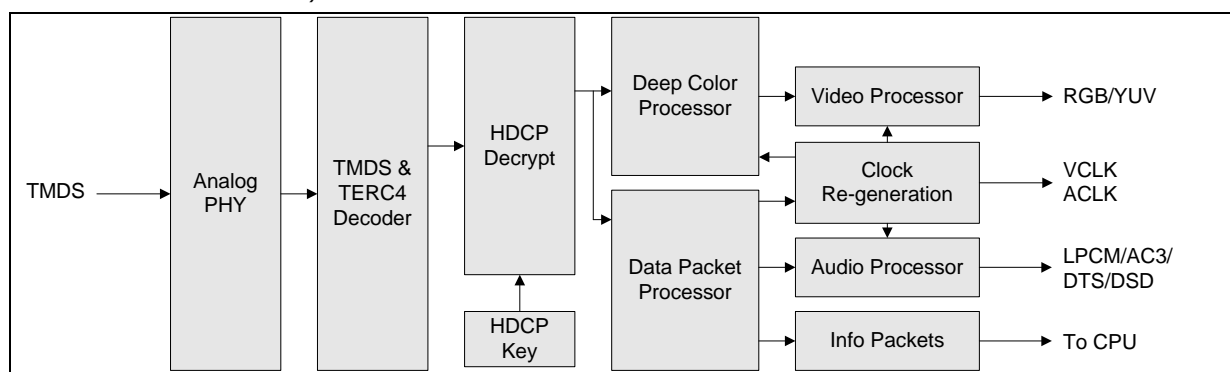 TMDS
Analog
PHY
TMDS &
TERC4
Decoder
HDCP
Decrypt
HDCP
Key
Deep Color
Processor
Data Packet
Processor
Video Processor
Clock
Re-generation
Audio Processor
Info Packets
RGB/YUV
VCLK
ACLK
LPCM/AC3/
DTS/DSD
To CPU